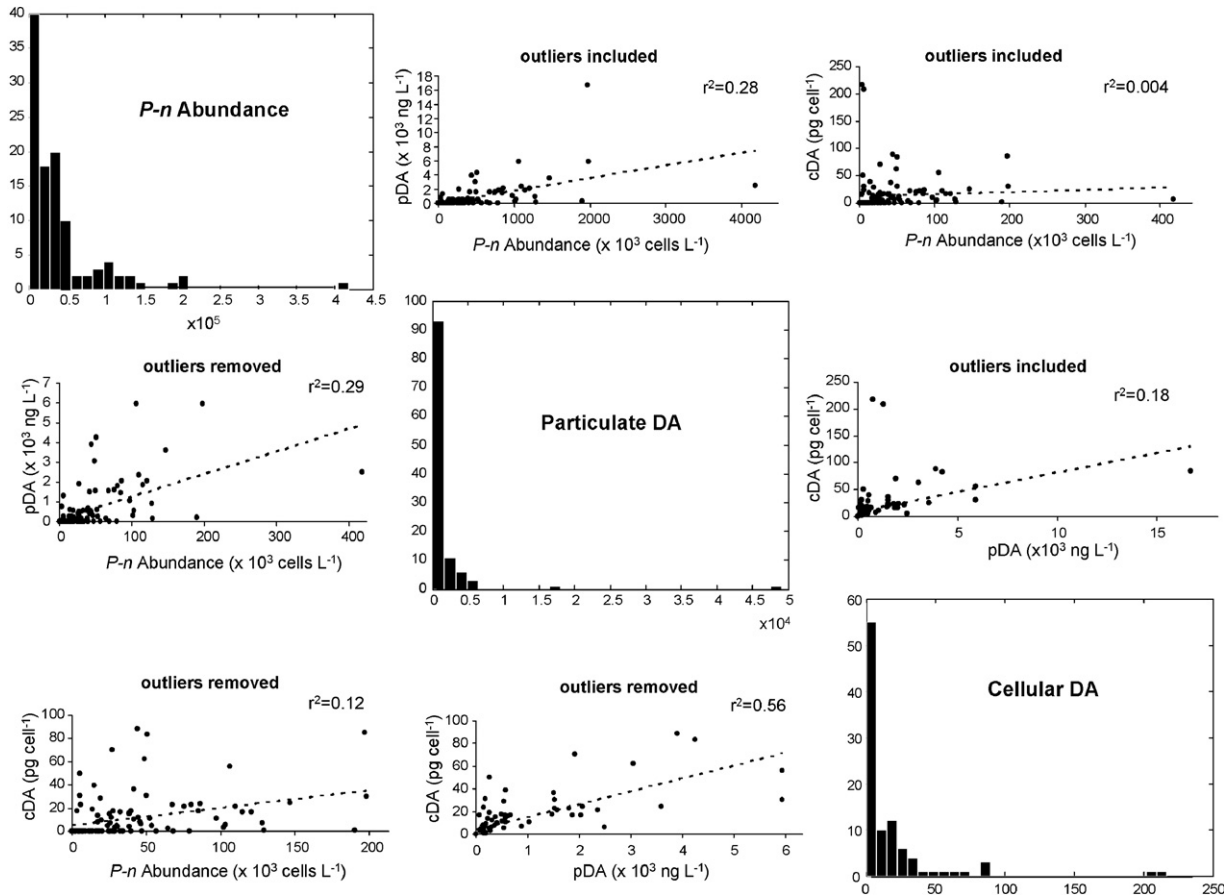 40
35
30
25
20
15
10
5
0
P-n Abundance
0 0.5 1 1.5 2 2.5 3 3.5 4 4.5
x10⁵
outliers included
r²=0.28
18
16
14
12
10
8
6
4
2
0
pDA (x 10³ ng L⁻¹)
0 1000 2000 3000 4000
P-n Abundance (x 10³ cells L⁻¹)
outliers included
r²=0.004
250
200
150
100
50
0
cDA (pg cell⁻¹)
0 100 200 300 400
P-n Abundance (x10³ cells L⁻¹)
outliers removed
r²=0.29
7
6
5
4
3
2
1
0
pDA (x 10³ ng L⁻¹)
0 100 200 300 400
P-n Abundance (x 10³ cells L⁻¹)
100
90
80
70
60
50
40
30
20
10
0
Particulate DA
0 0.5 1 1.5 2 2.5 3 3.5 4 4.5 5
x10⁴
outliers included
r²=0.18
250
200
150
100
50
0
cDA (pg cell⁻¹)
0 5 10 15
pDA (x10³ ng L⁻¹)
outliers removed
r²=0.12
100
80
60
40
20
0
cDA (pg cell⁻¹)
0 50 100 150 200
P-n Abundance (x 10³ cells L⁻¹)
outliers removed
r²=0.56
100
80
60
40
20
0
cDA (pg cell⁻¹)
0 1 2 3 4 5 6
pDA (x 10³ ng L⁻¹)
60
50
40
30
20
10
0
Cellular DA
0 50 100 150 200 250